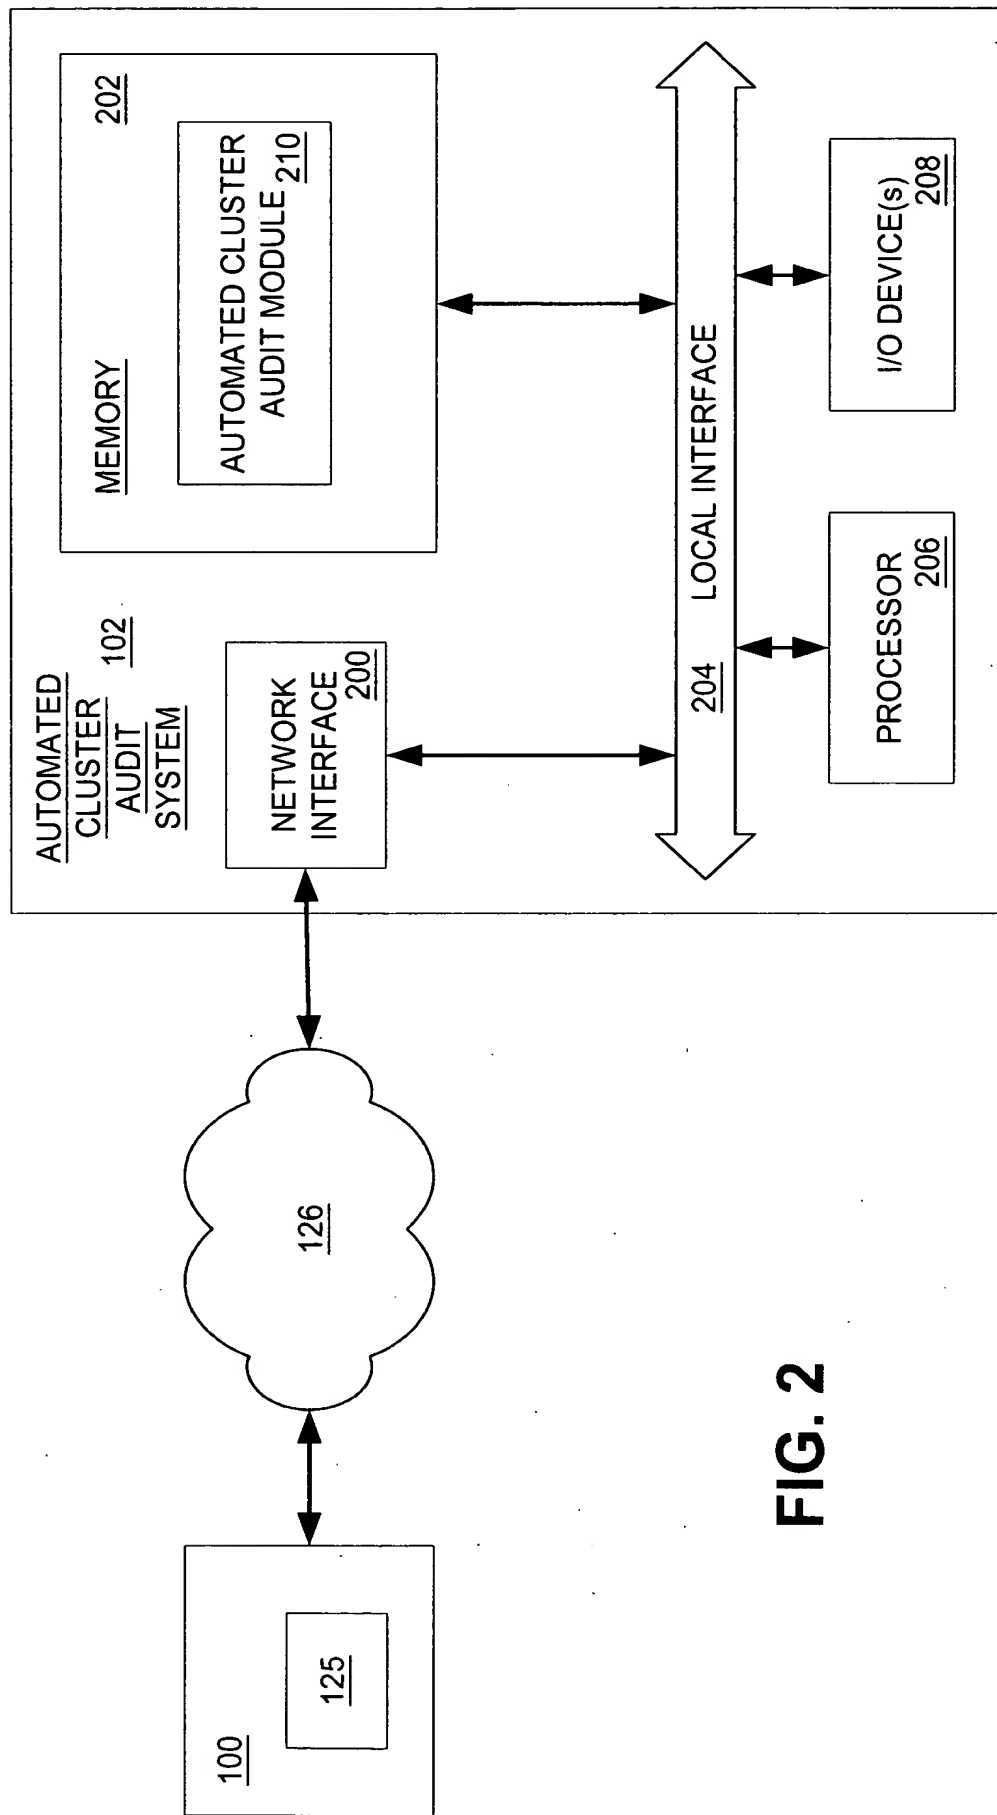 100
125
126
AUTOMATED
CLUSTER 102
AUDIT
SYSTEM
NETWORK
INTERFACE
200
MEMORY 202
AUTOMATED CLUSTER
AUDIT MODULE 210
204 LOCAL INTERFACE
PROCESSOR
206
I/O DEVICE(s)
208
FIG. 2